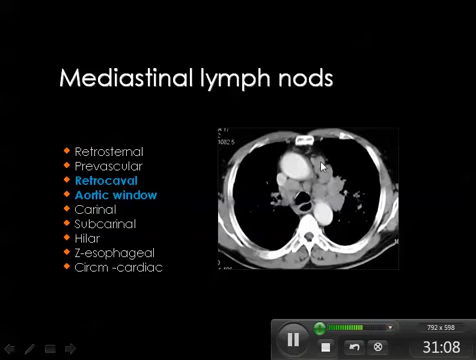 Mediastinal lymph nods
Retrosternal
Prevascular
Retrocaval
Aortic window
Carinal
Subcarinal
Hilar
Z-esophageal
Circm -cardiac
792 x 598
31:08